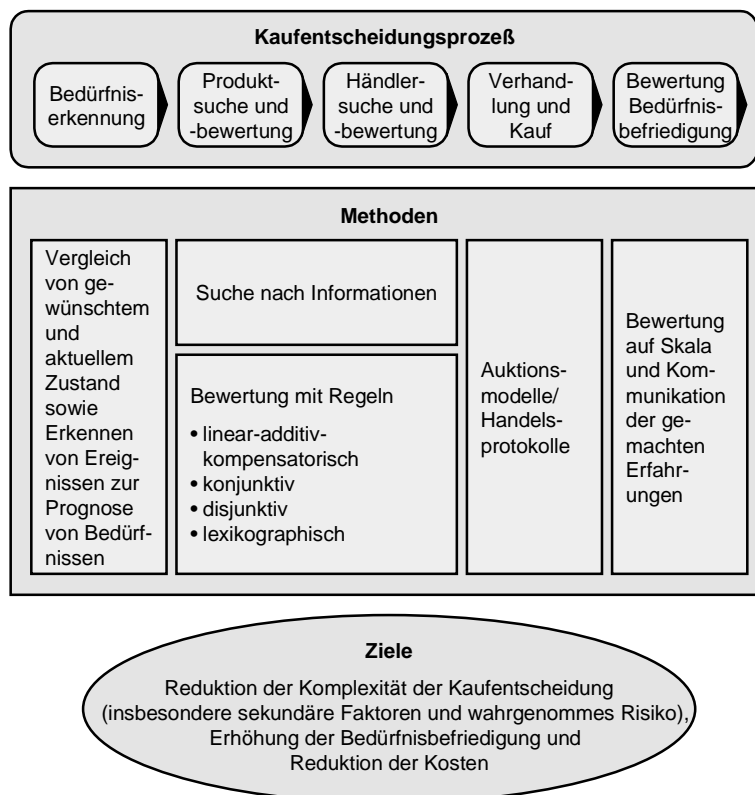 Kaufentscheidungsprozeß
Bedürfnis-
erkennung
Produkt-
suche und
-bewertung
Händler-
suche und
-bewertung
Verhand-
lung und
Kauf
Bewertung
Bedürfnis-
befriedigung
Methoden
Vergleich
von ge-
wünschtem
und
aktuellem
Zustand
sowie
Erkennen
von Ereig-
nissen zur
Prognose
von Bedürf-
nissen
Suche nach Informationen
Bewertung mit Regeln
• linear-additiv-
kompensatorisch
• konjunktiv
• disjunktiv
• lexikographisch
Auktions-
modelle/
Handels-
protokolle
Bewertung
auf Skala
und Kom-
munikation
der ge-
machten
Erfahr-
ungen
Ziele
Reduktion der Komplexität der Kaufentscheidung
(insbesondere sekundäre Faktoren und wahrgenommes Risiko),
Erhöhung der Bedürfnisbefriedigung und
Reduktion der Kosten